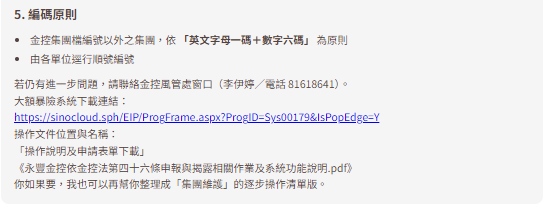 5. 編碼原則
• 金控集團檔編號以外之集團，依 「英文字母一碼＋數字六碼」 為原則
• 由各單位逕行順號編號
若仍有進一步問題，請聯絡金控風管處窗口（李伊婷／電話 81618641）。
大額暴險系統下載連結：
https://sinocloud.sph/EIP/ProgFrame.aspx?ProgID=Sys00179&IsPopEdge=Y
操作文件位置與名稱：
「操作說明及申請表單下載」
《永豐金控依金控法第四十六條申報與揭露相關作業及系統功能說明.pdf》
你如果要，我也可以再幫你整理成「集團維護」的逐步操作清單版。